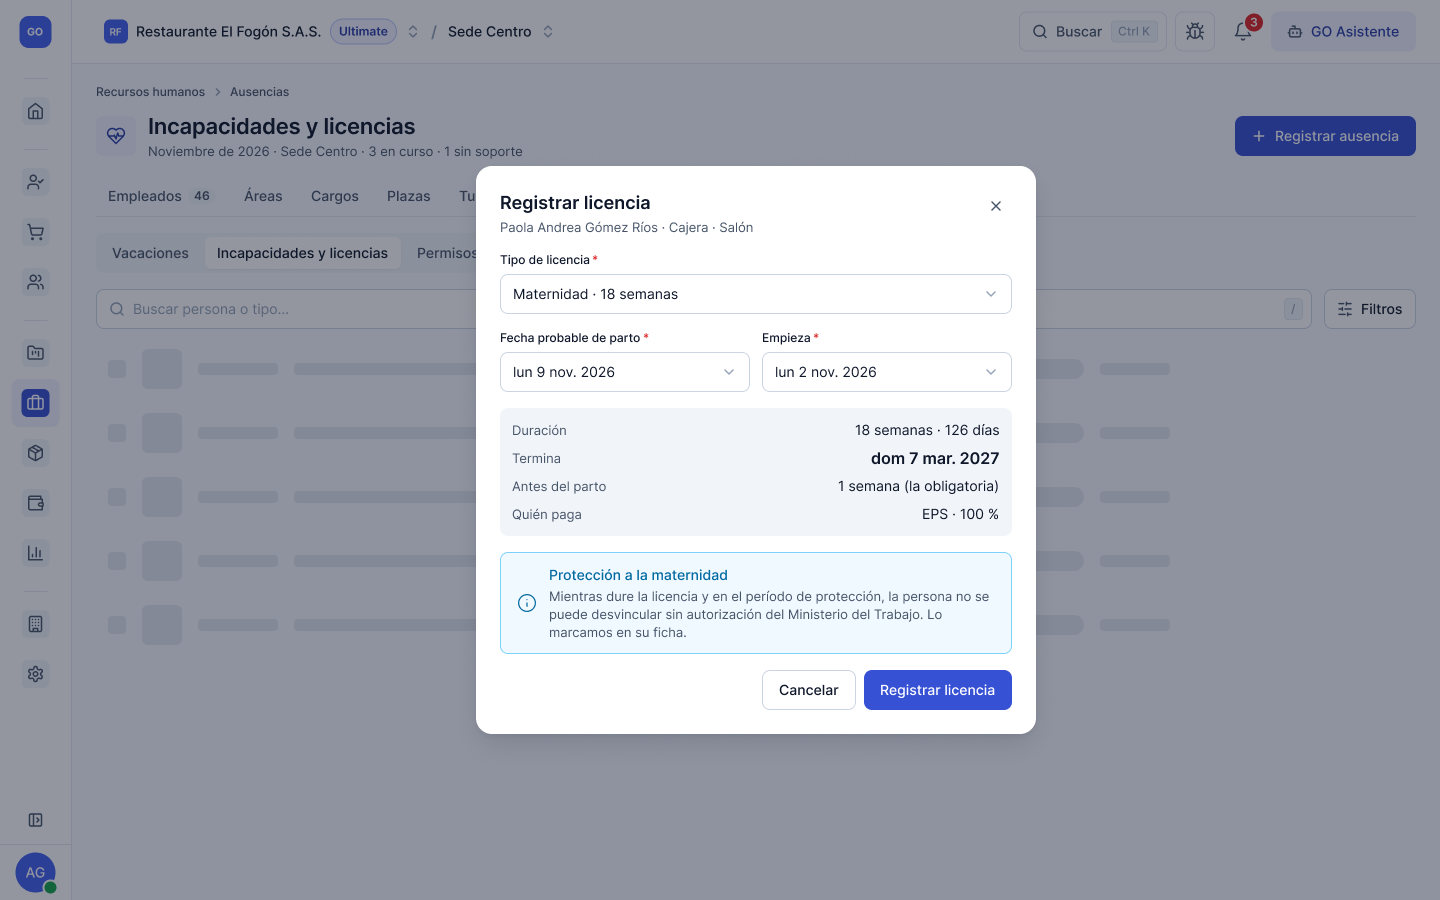 GO
RF Restaurante El Fogón S.A.S. Ultimate / Sede Centro
Buscar Ctrl K
3
GO Asistente
Recursos humanos > Ausencias
Incapacidades y licencias
Noviembre de 2026 · Sede Centro · 3 en curso · 1 sin soporte
+ Registrar ausencia
Empleados 46 Áreas Cargos Plazas Tu
Vacaciones Incapacidades y licencias Permisos
Buscar persona o tipo...
/
Filtros
Registrar licencia
Paola Andrea Gómez Ríos · Cajera · Salón
Tipo de licencia *
Maternidad · 18 semanas
Fecha probable de parto * Empieza *
lun 9 nov. 2026 lun 2 nov. 2026
Duración 18 semanas · 126 días
Termina dom 7 mar. 2027
Antes del parto 1 semana (la obligatoria)
Quién paga EPS · 100 %
Protección a la maternidad
Mientras dure la licencia y en el período de protección, la persona no se
puede desvincular sin autorización del Ministerio del Trabajo. Lo
marcamos en su ficha.
Cancelar Registrar licencia
AG